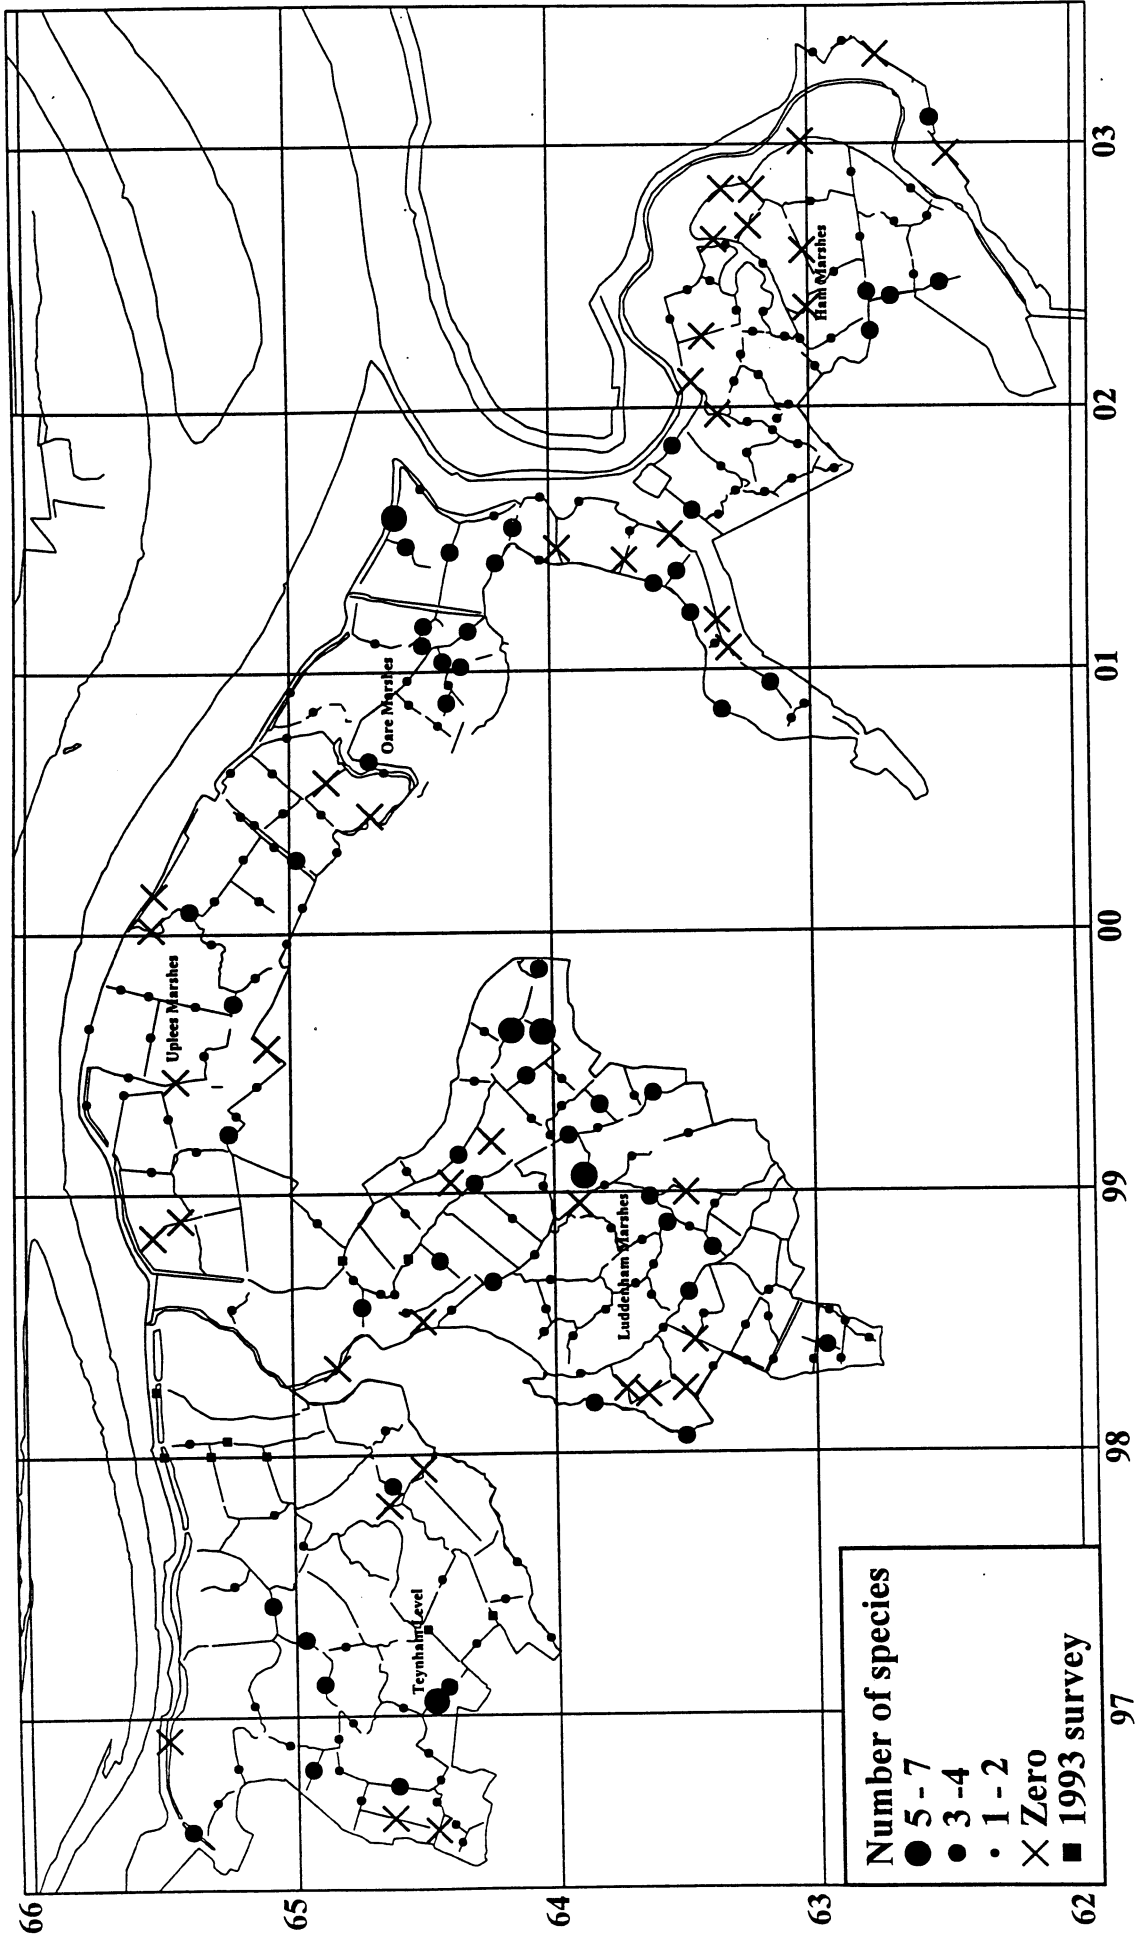 66
65
64
63
62
97
98
99
00
01
02
03
Teynham Level
Luddenham Marshes
Uplees Marshes
Oare Marshes
Ham Marshes
Number of species
5 - 7
3 -4
1 - 2
Zero
1993 survey